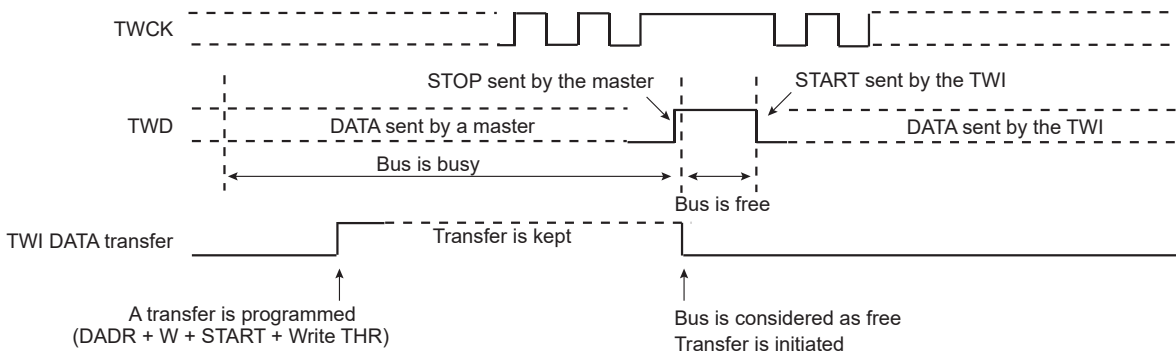 TWCK
STOP sent by the master
START sent by the TWI
TWD
DATA sent by a master
DATA sent by the TWI
Bus is busy
Bus is free
TWI DATA transfer
Transfer is kept
A transfer is programmed
(DADR + W + START + Write THR)
Bus is considered as free
Transfer is initiated